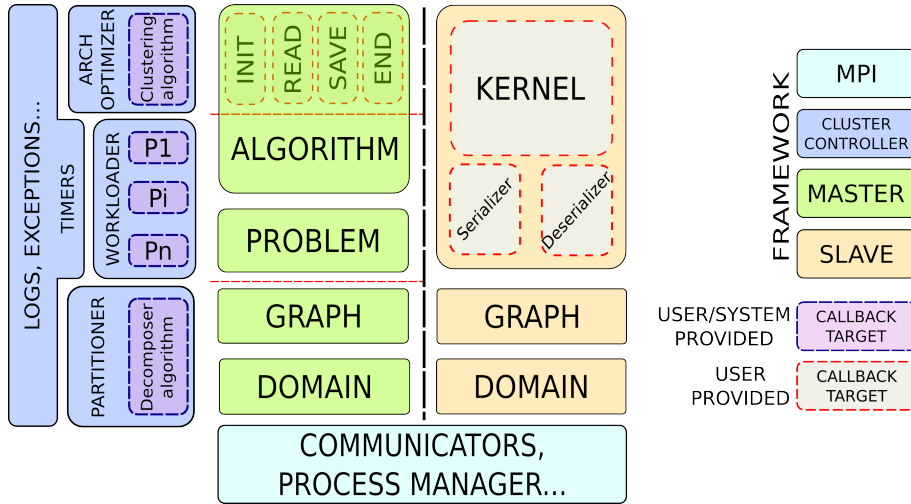 LOGS, EXCEPTIONS...
TIMERS
ARCH
OPTIMIZER
Clustering
algorithm
WORKLOADER
P1
Pi
Pn
PARTITIONER
Decomposer
algorithm
INIT
READ
SAVE
END
ALGORITHM
PROBLEM
GRAPH
DOMAIN
KERNEL
Serializer
Deserializer
GRAPH
DOMAIN
COMMUNICATORS,
PROCESS MANAGER...
FRAMEWORK
MPI
CLUSTER
CONTROLLER
MASTER
SLAVE
USER/SYSTEM
PROVIDED
CALLBACK
TARGET
USER
PROVIDED
CALLBACK
TARGET